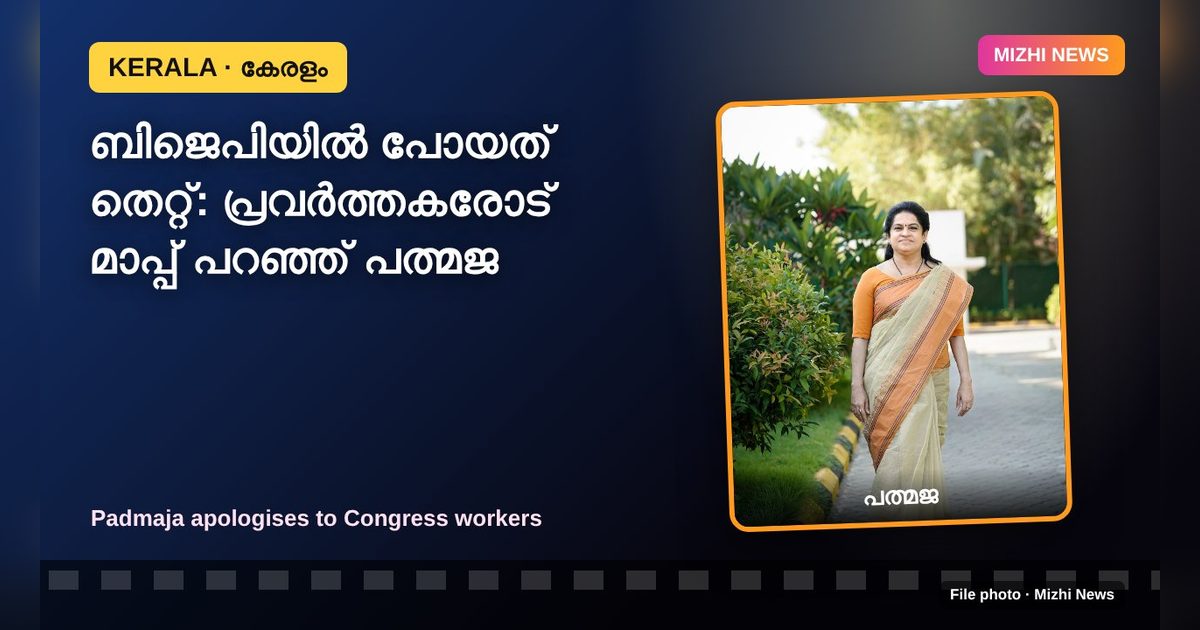 KERALA · കേരളം
MIZHI NEWS
ബിജെപിയിൽ പോയത്
തെറ്റ്: പ്രവർത്തകരോട്
മാപ്പ് പറഞ്ഞ് പത്മജ
പത്മജ
Padmaja apologises to Congress workers
File photo · Mizhi News